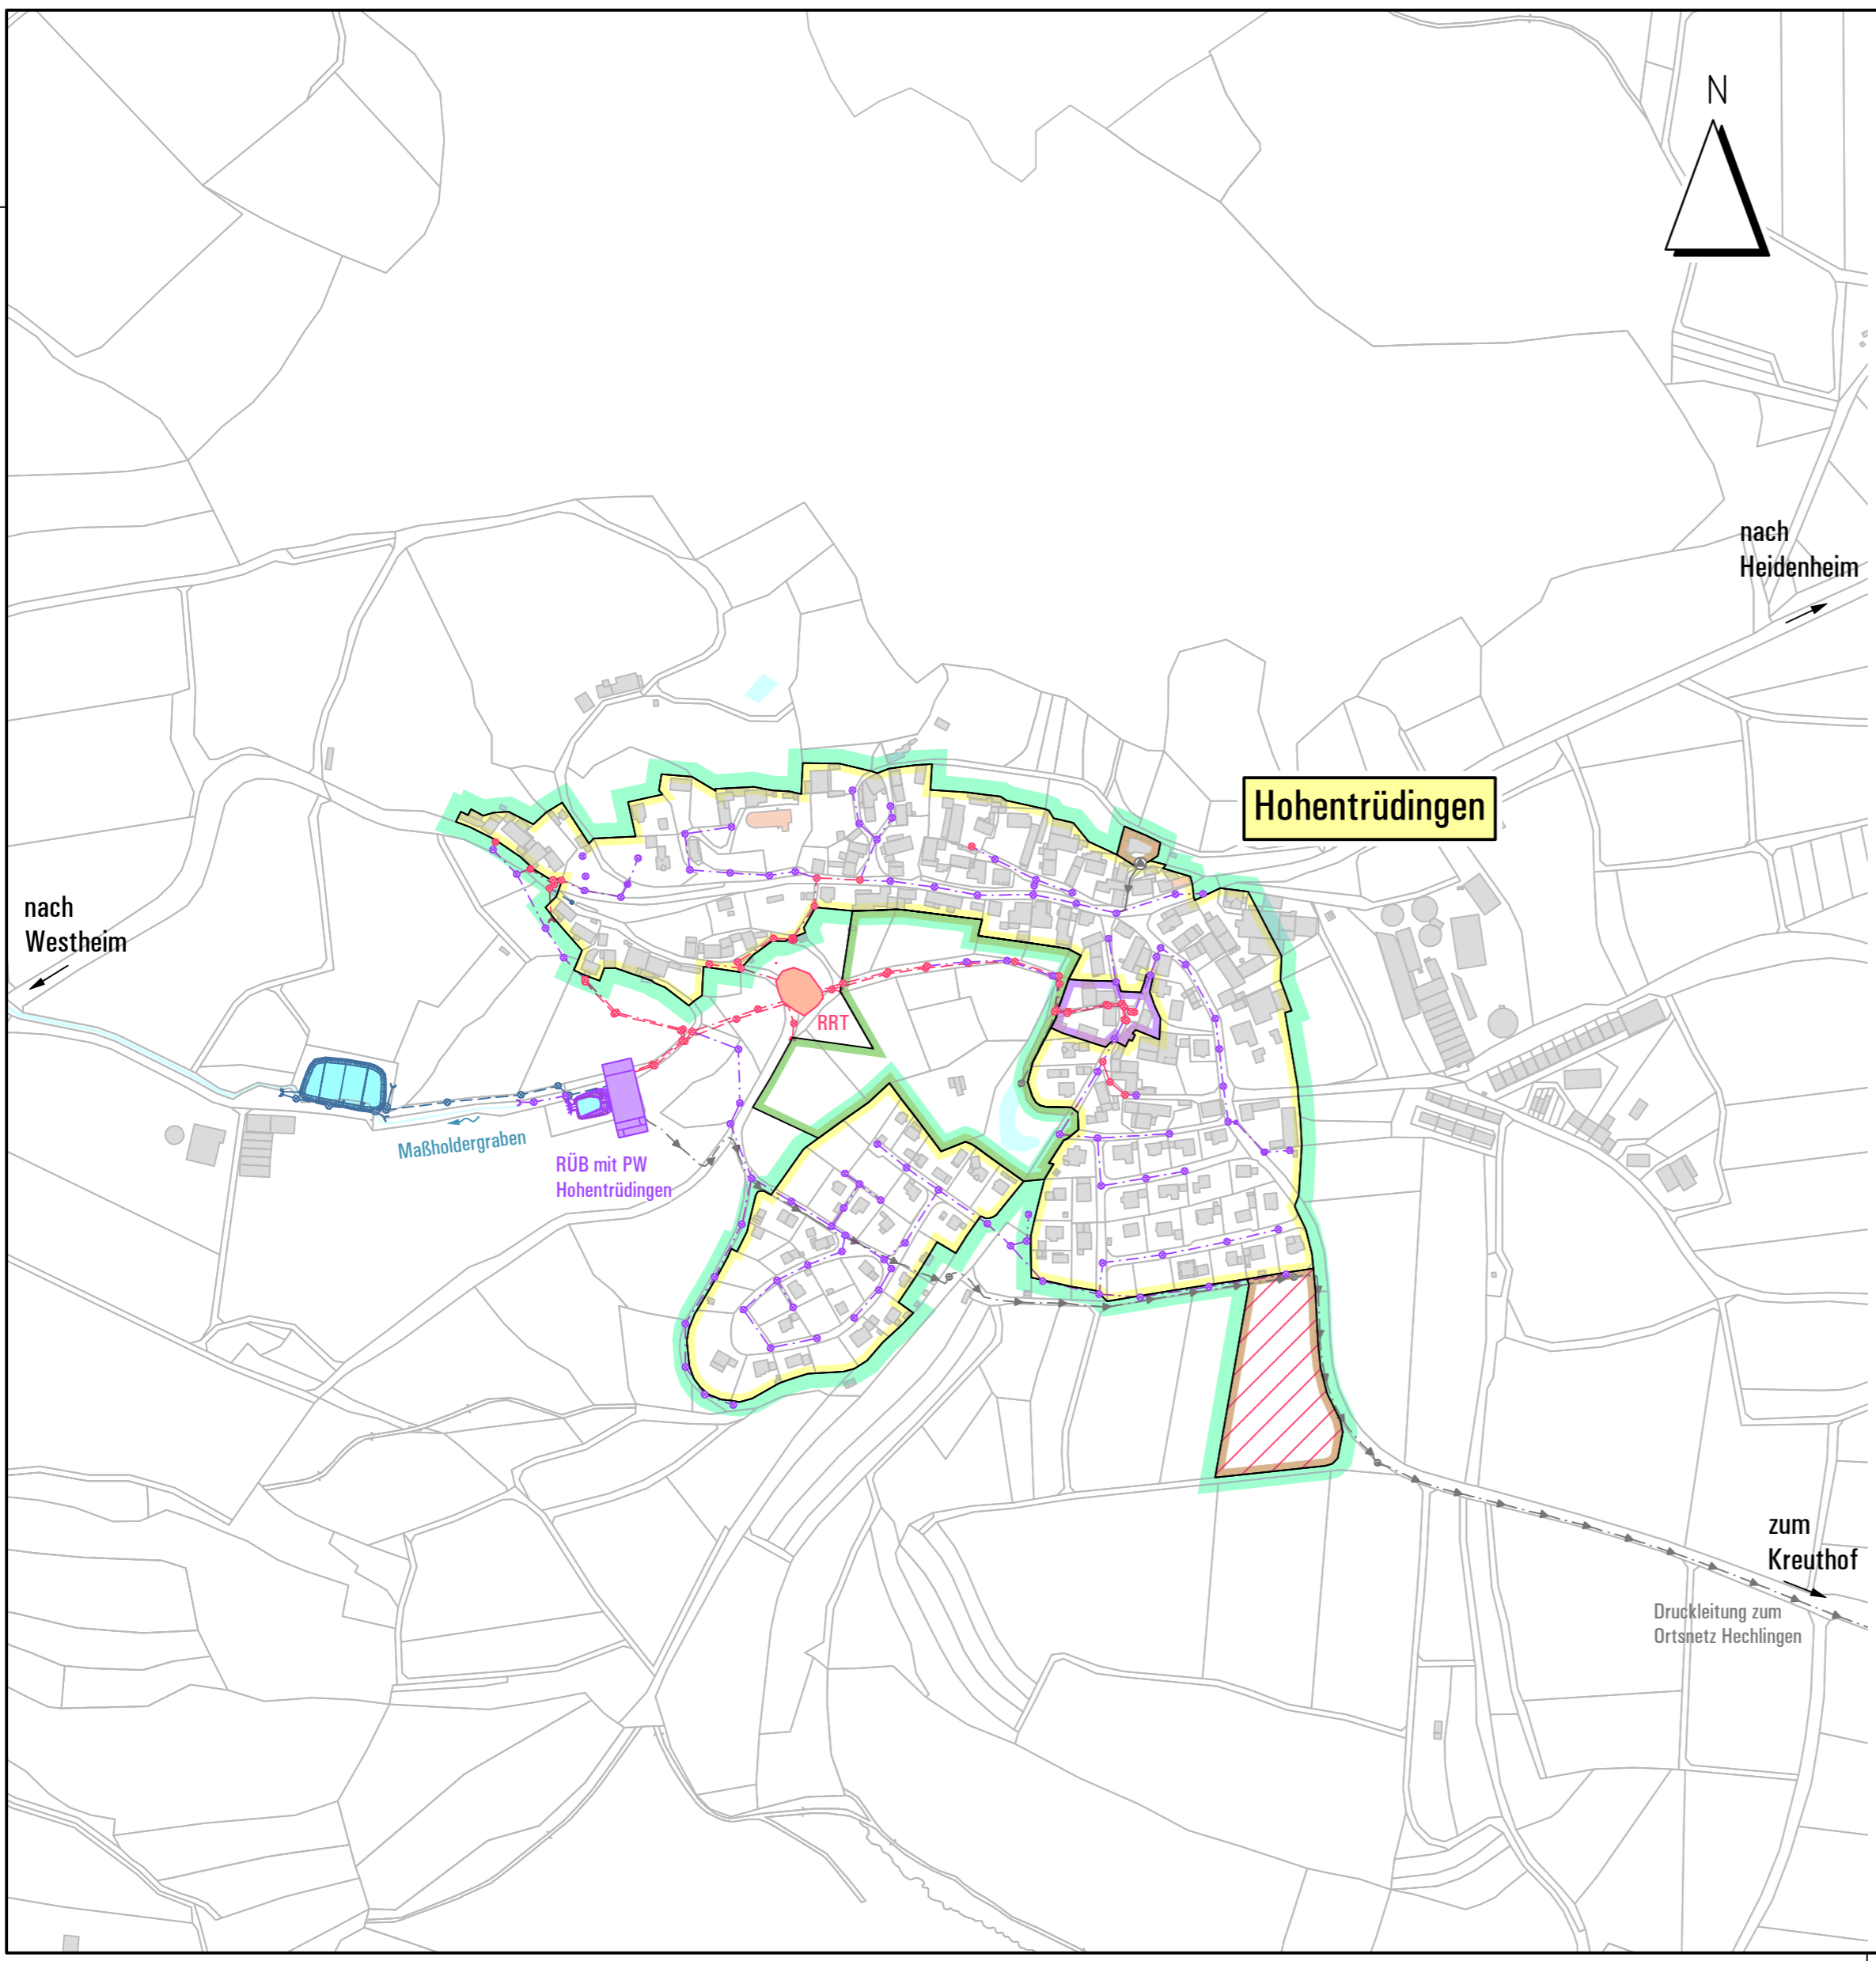 N
nach
Heidenheim
Hohentrüdingen
nach
Westheim
RRT
Maßholdergraben
RÜB mit PW
Hohentrüdingen
zum
Kreuthof
Druckleitung zum
Ortsnetz Hechlingen